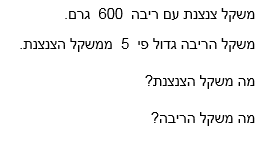 משקל צנצנת עם ריבה 600 גרם.
משקל הריבה גדול פי 5 ממשקל הצנצנת.
מה משקל הצנצנת?
מה משקל הריבה?